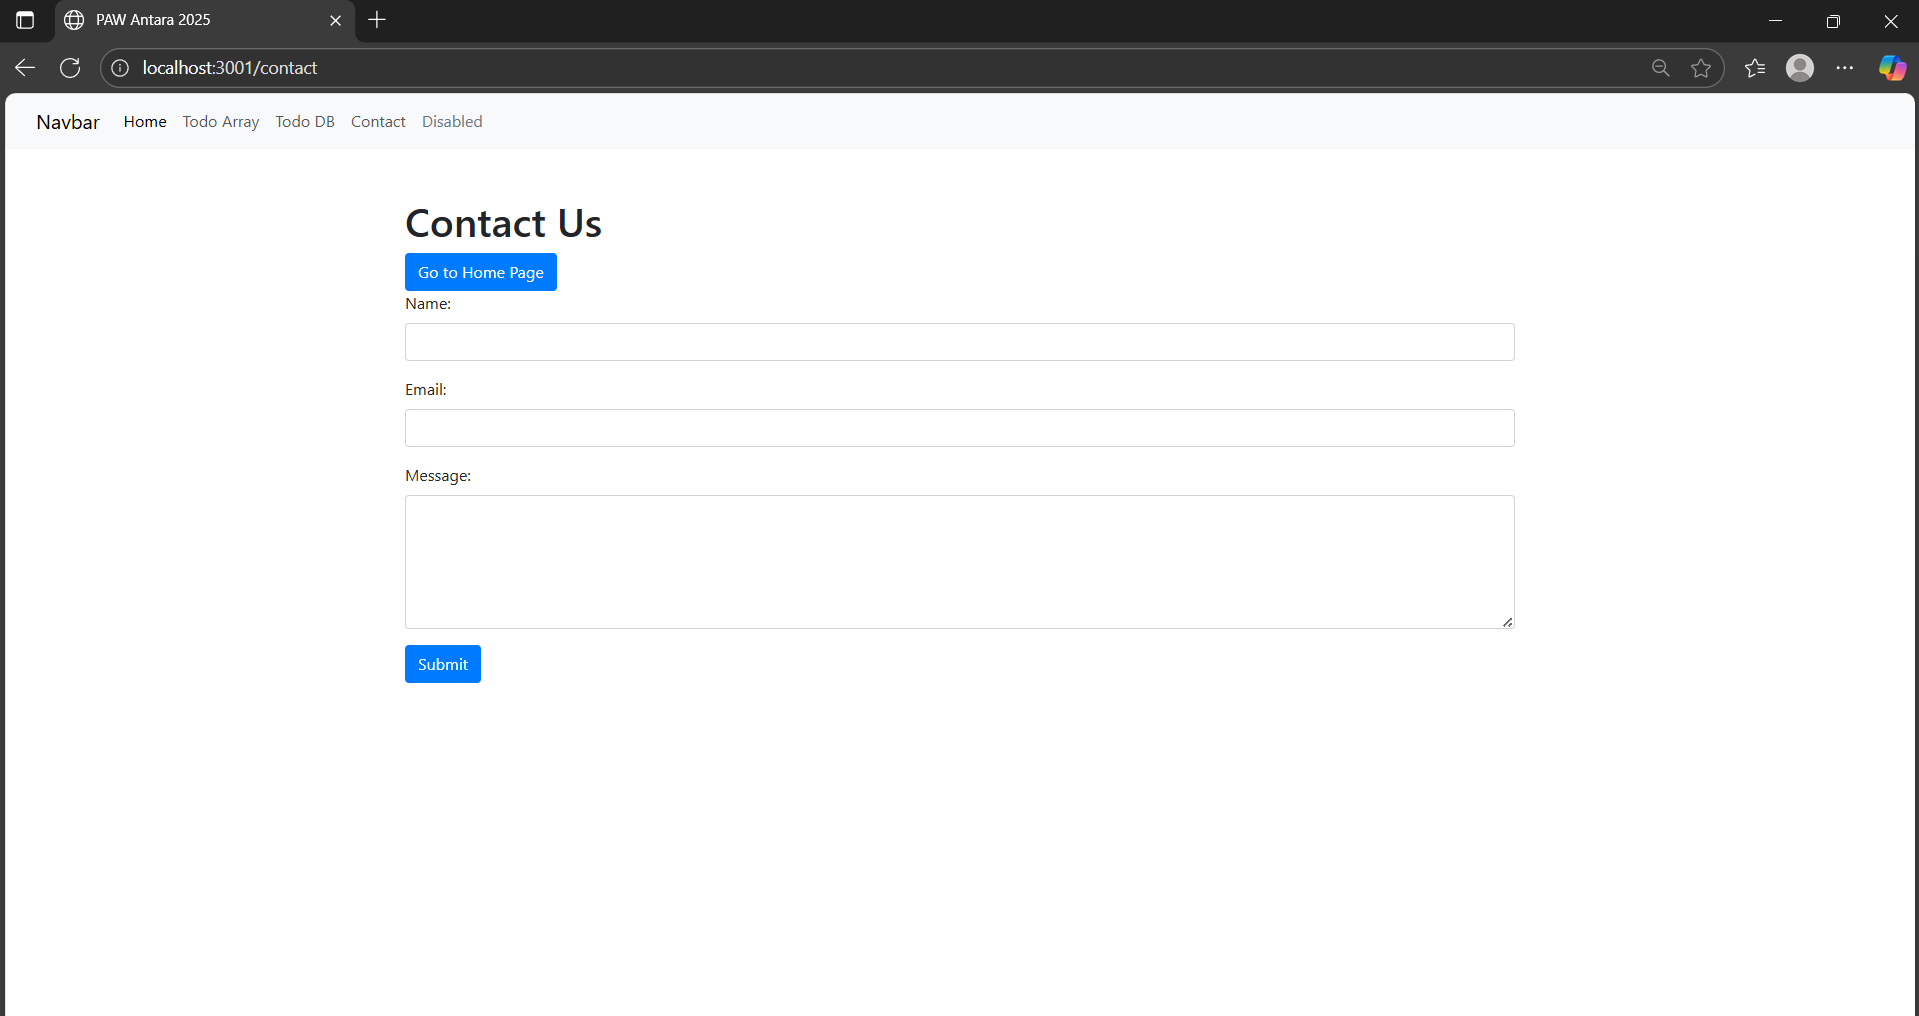 PAW Antara 2025
localhost:3001/contact
Navbar Home Todo Array Todo DB Contact Disabled
Contact Us
Go to Home Page
Name:
Email:
Message:
Submit